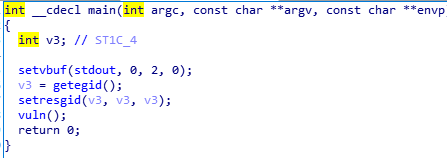 int __cdecl main(int argc, const char **argv, const char **envp
{
int v3; // ST1C_4
setvbuf(stdout, 0, 2, 0);
v3 = getegid();
setresgid(v3, v3, v3);
vuln();
return 0;
}